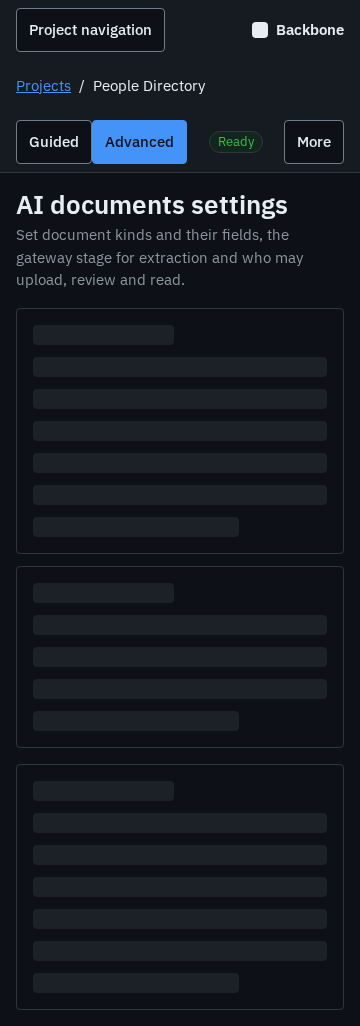 Project navigation
Backbone
Projects / People Directory
Guided
Advanced
Ready
More
AI documents settings
Set document kinds and their fields, the
gateway stage for extraction and who may
upload, review and read.